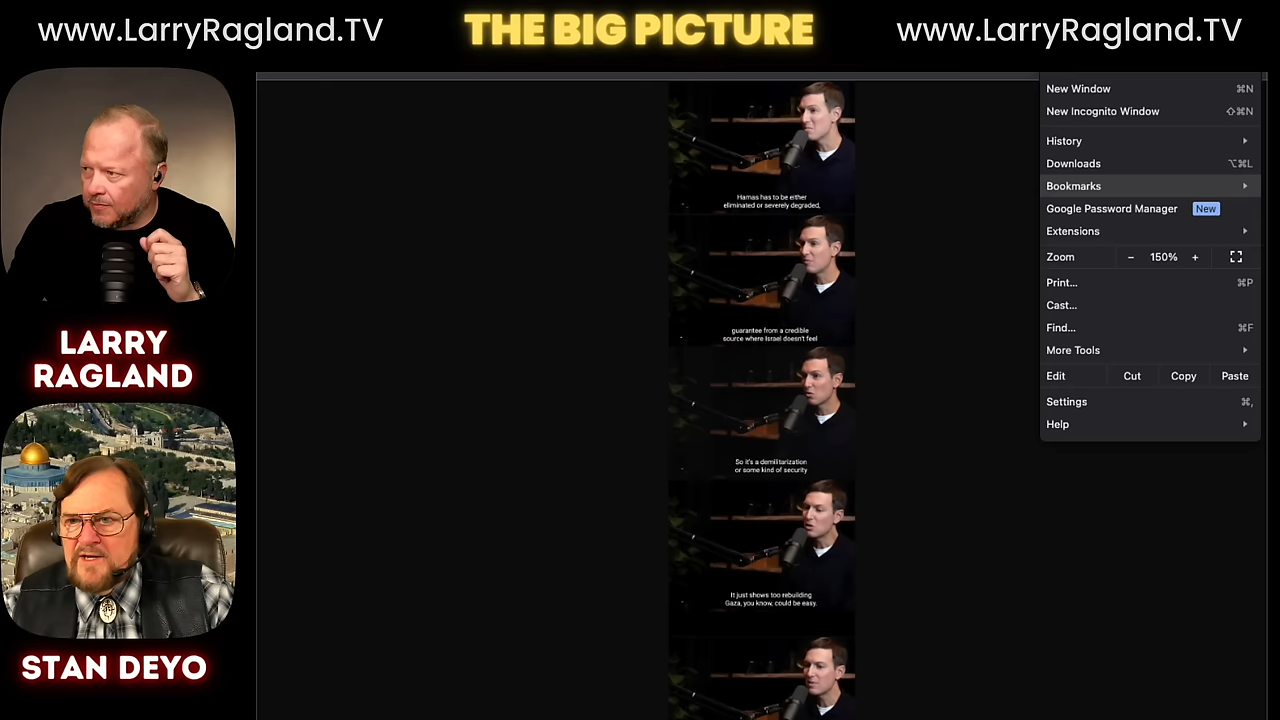 www.LarryRagland.TV
THE BIG PICTURE
www.LarryRagland.TV
LARRY
RAGLAND
STAN DEYO
Hamas has to be either
eliminated or severely degraded,
guarantee from a credible
source where Israel doesn't feel
So it's a demilitarization
or some kind of security
It just shows too rebuilding
Gaza, you know, could be easy.
New Window ⌘N
New Incognito Window ⇧⌘N
History
Downloads ⌥⌘L
Bookmarks
Google Password Manager New
Extensions
Zoom − 150% +
Print... ⌘P
Cast...
Find... ⌘F
More Tools
Edit Cut Copy Paste
Settings ⌘,
Help